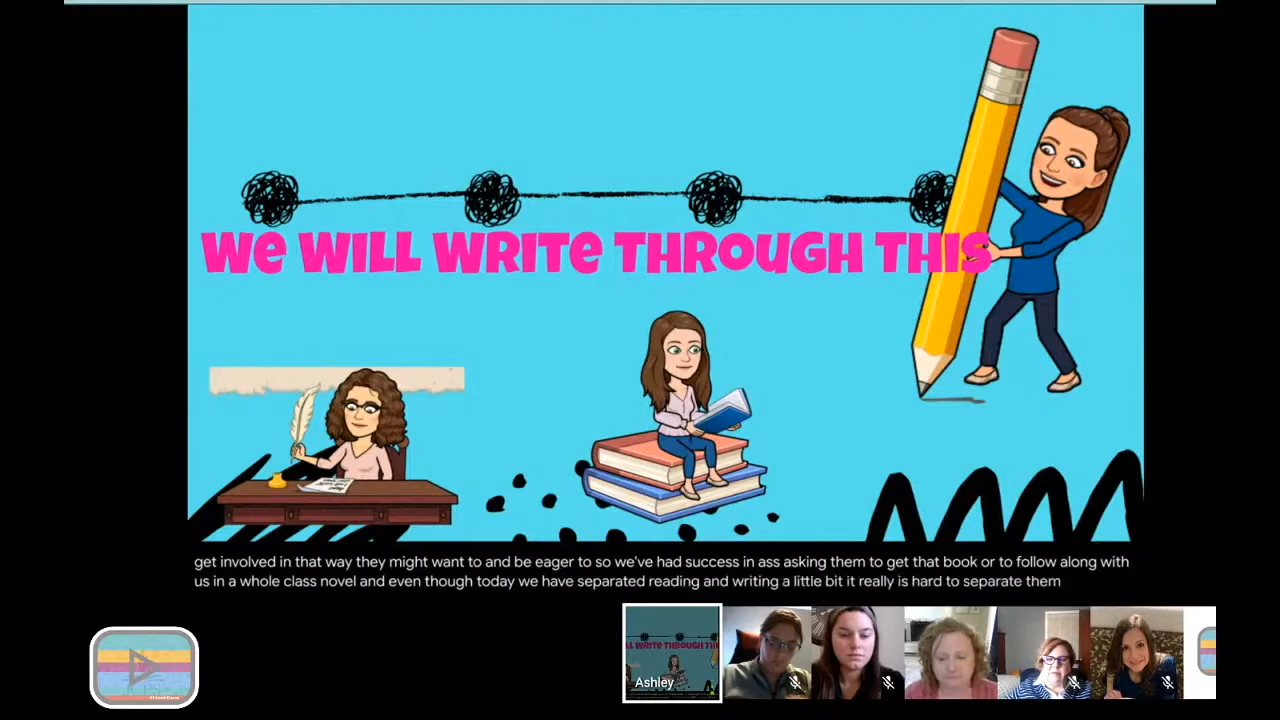 We Will Write Through This
get involved in that way they might want to and be eager to so we've had success in ass asking them to get that book or to follow along with
us in a whole class novel and even though today we have separated reading and writing a little bit it really is hard to separate them
Ashley